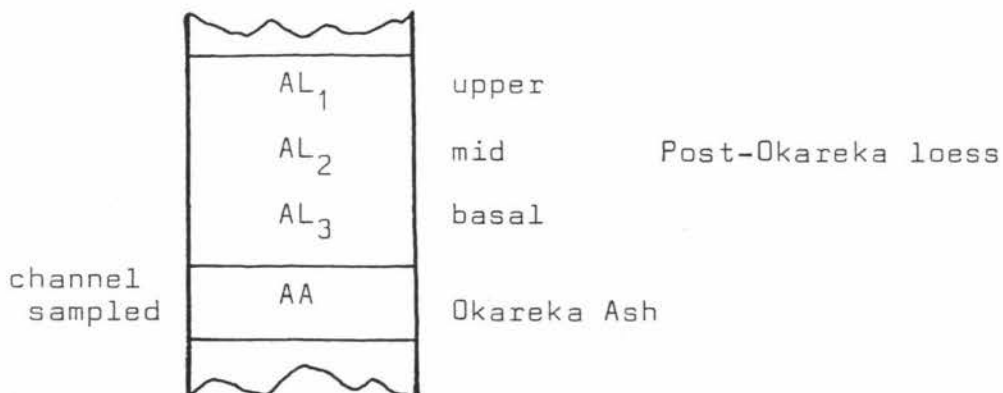 AL1 upper
AL2 mid Post-Okareka loess
AL3 basal
channel
sampled
AA
Okareka Ash